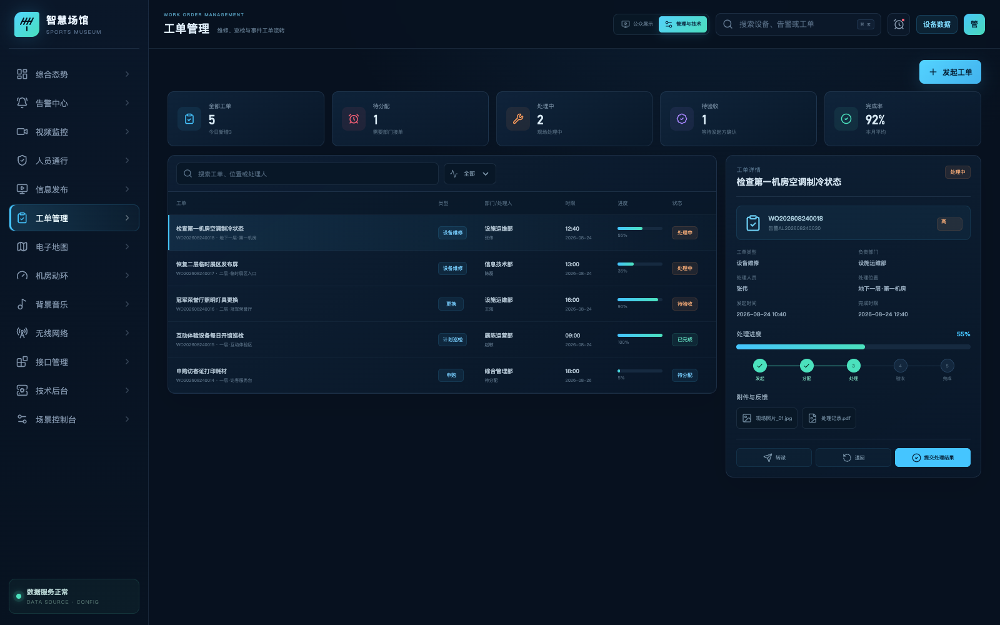 智慧场馆
SPORTS MUSEUM
综合态势
告警中心
视频监控
人员通行
信息发布
工单管理
电子地图
机房动环
背景音乐
无线网络
接口管理
技术后台
场景控制台
数据服务正常
DATA SOURCE · CONFIG
WORK ORDER MANAGEMENT
工单管理 维修、巡检与事件工单流转
公众展示 管理与技术
搜索设备、告警或工单 ⌘ K
设备数据
管
发起工单
全部工单
5
今日新增3
待分配
1
需要部门接单
处理中
2
现场处理中
待验收
1
等待发起方确认
完成率
92%
本月平均
搜索工单、位置或处理人 全部
工单 类型 部门/处理人 时限 进度 状态
检查第一机房空调制冷状态
WO202608240018 · 地下一层·第一机房
设备维修
设施运维部
张伟
12:40
2026-08-24
55%
处理中
恢复二层临时展区发布屏
WO202608240017 · 二层·临时展区入口
设备维修
信息技术部
陈磊
13:00
2026-08-24
35%
处理中
冠军荣誉厅照明灯具更换
WO202608240016 · 二层·冠军荣誉厅
更换
设施运维部
王海
16:00
2026-08-24
90%
待验收
互动体验设备每日开馆巡检
WO202608240015 · 一层·互动体验区
计划巡检
展陈运营部
赵敏
09:00
2026-08-24
100%
已完成
申购访客证打印耗材
WO202608240014 · 一层·访客服务台
申购
综合管理部
待分配
18:00
2026-08-26
5%
待分配
工单详情
检查第一机房空调制冷状态
处理中
WO202608240018
告警AL202608240030
高
工单类型 负责部门
设备维修 设施运维部
处理人员 处理位置
张伟 地下一层·第一机房
发起时间 完成时限
2026-08-24 10:40 2026-08-24 12:40
处理进度 55%
3 4 5
发起 分配 处理 验收 完成
附件与反馈
现场照片_01.jpg 处理记录.pdf
转派 退回 提交处理结果